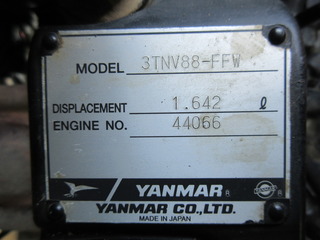 MODEL 3TNV88-FFW
DISPLACEMENT 1.642 ℓ
ENGINE NO. 44066
YANMAR ®
YANMAR CO.,LTD.
MADE IN JAPAN